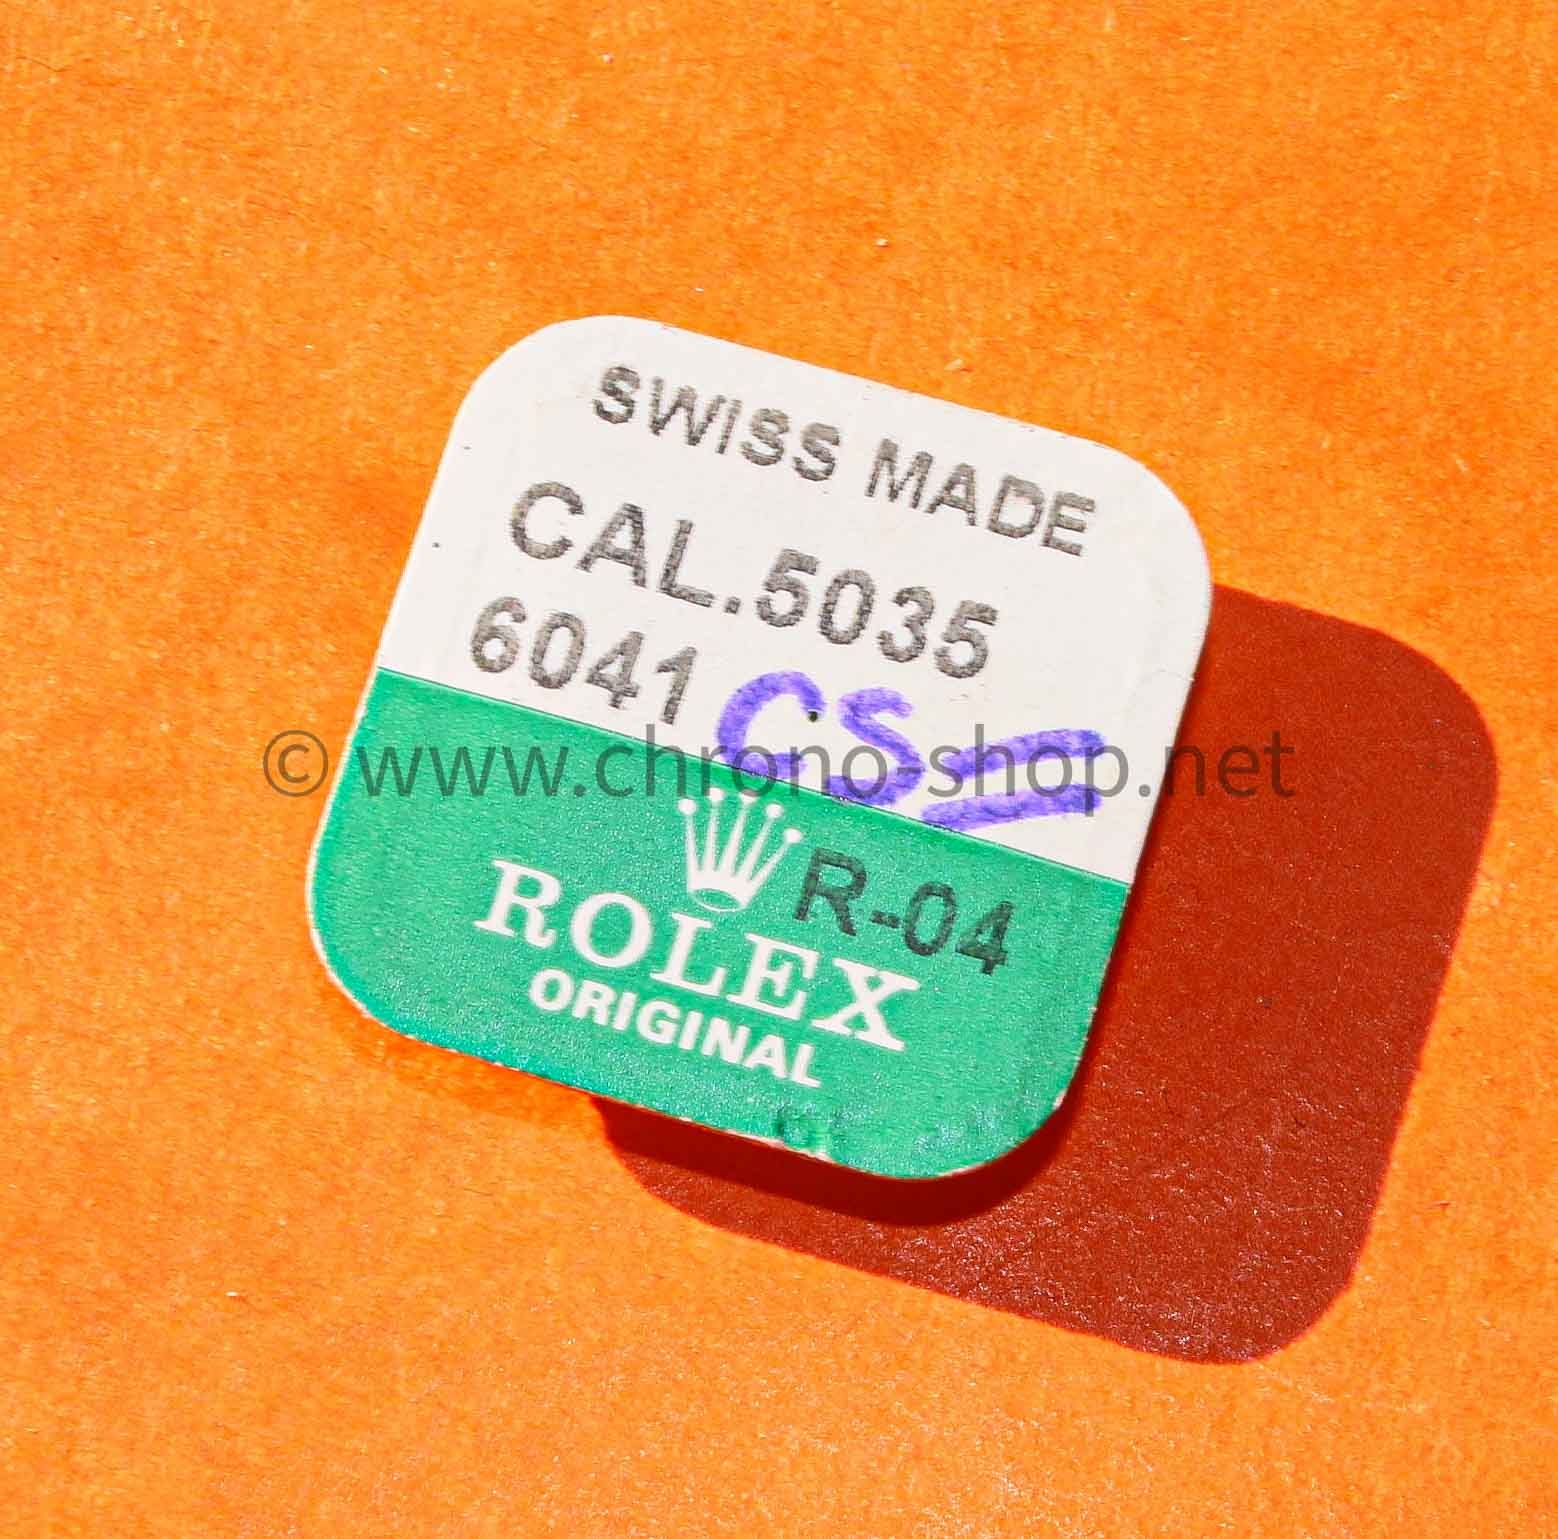 SWISS MADE
CAL.5035
6041 CS
© www.chrono-shop.net
R-04
ROLEX
ORIGINAL